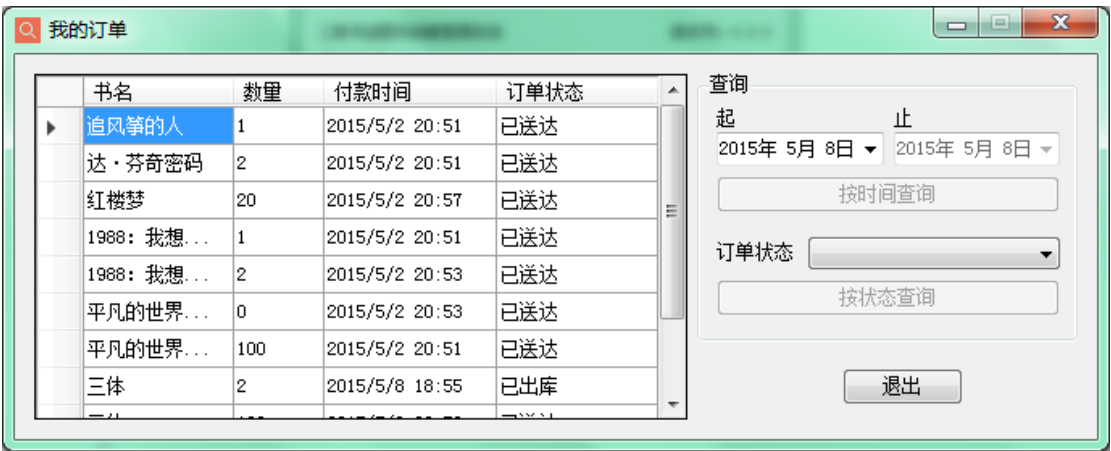 我的订单
书名 数量 付款时间 订单状态
追风筝的人 1 2015/5/2 20:51 已送达
达·芬奇密码 2 2015/5/2 20:51 已送达
红楼梦 20 2015/5/2 20:57 已送达
1988：我想... 1 2015/5/2 20:51 已送达
1988：我想... 2 2015/5/2 20:53 已送达
平凡的世界... 0 2015/5/2 20:53 已送达
平凡的世界... 100 2015/5/2 20:51 已送达
三体 2 2015/5/8 18:55 已出库
查询
起 止
2015年 5月 8日 2015年 5月 8日
按时间查询
订单状态
按状态查询
退出